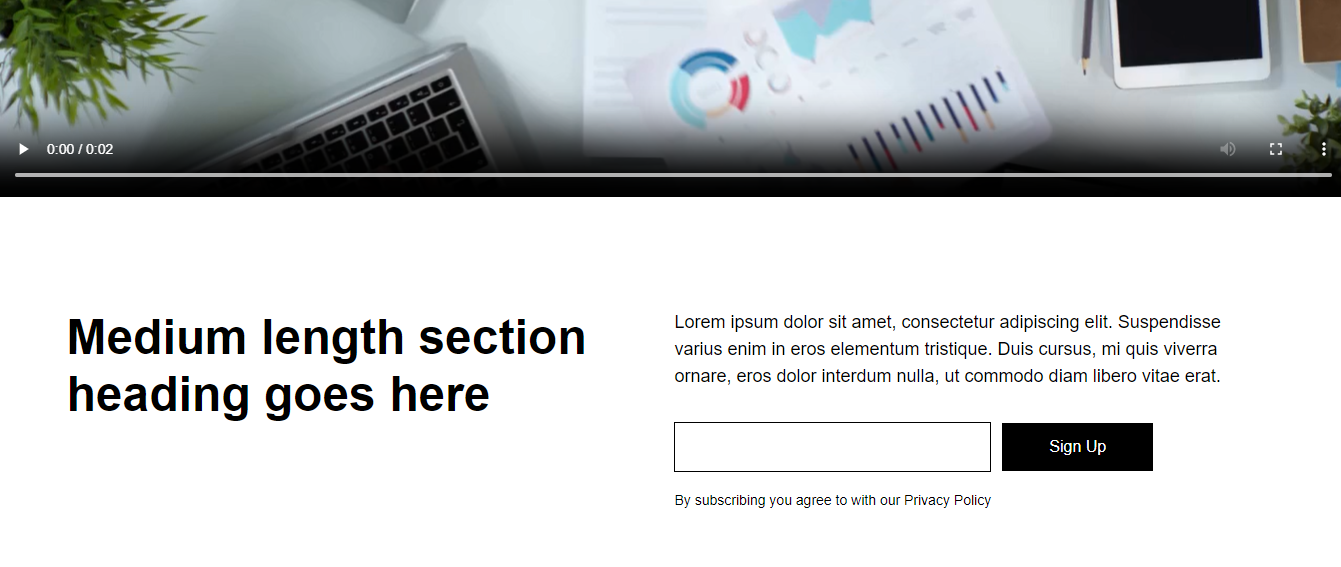 0:00 / 0:02
Medium length section
heading goes here
Lorem ipsum dolor sit amet, consectetur adipiscing elit. Suspendisse
varius enim in eros elementum tristique. Duis cursus, mi quis viverra
ornare, eros dolor interdum nulla, ut commodo diam libero vitae erat.
Sign Up
By subscribing you agree to with our Privacy Policy